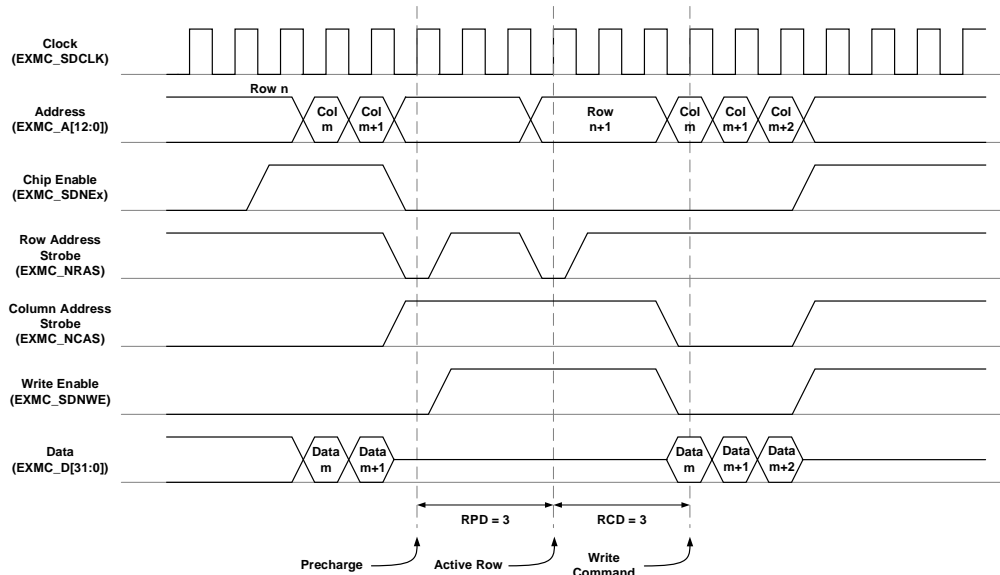 Clock
(EXMC_SDCLK)
Row n
Address
(EXMC_A[12:0])
Col
m
Col
m+1
Row
n+1
Col
m
Col
m+1
Col
m+2
Chip Enable
(EXMC_SDNEx)
Row Address
Strobe
(EXMC_NRAS)
Column Address
Strobe
(EXMC_NCAS)
Write Enable
(EXMC_SDNWE)
Data
(EXMC_D[31:0])
Data
m
Data
m+1
Data
m
Data
m+1
Data
m+2
RPD = 3
RCD = 3
Precharge
Active Row
Write
Command